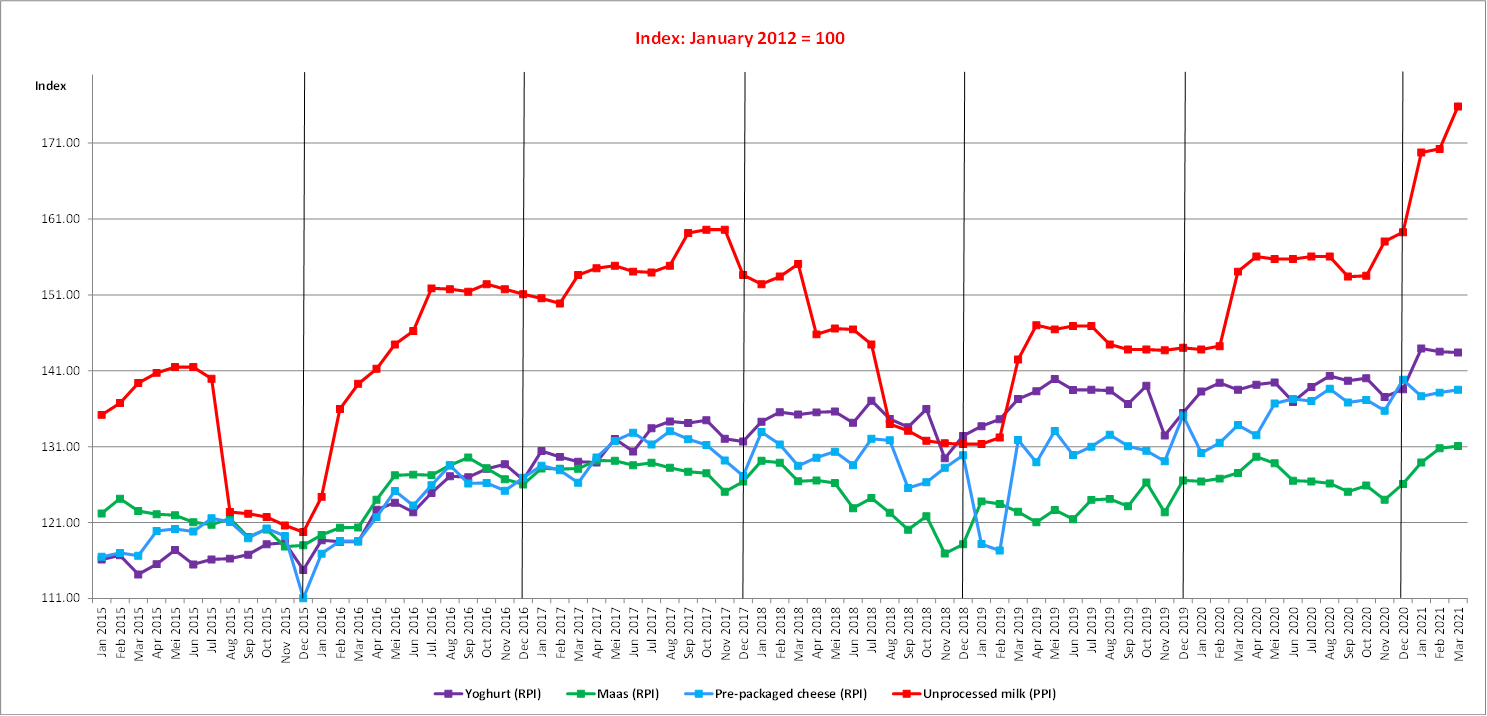 Index: January 2012 = 100
Index
171.00
161.00
151.00
141.00
131.00
121.00
111.00
Jan 2015
Feb 2015
Mar 2015
Apr 2015
Mei 2015
Jun 2015
Jul 2015
Aug 2015
Sep 2015
Oct 2015
Nov 2015
Dec 2015
Jan 2016
Feb 2016
Mar 2016
Apr 2016
Mei 2016
Jun 2016
Jul. 2016
Aug 2016
Sep 2016
Oct 2016
Nov 2016
Dec 2016
Jan 2017
Feb 2017
Mar 2017
Apr 2017
Mei 2017
Jun 2017
Jul 2017
Aug 2017
Sep 2017
Oct 2017
Nov 2017
Dec 2017
Jan 2018
Feb 2018
Mar 2018
Apr 2018
Mei 2018
Jun 2018
Jul 2018
Aug 2018
Sep 2018
Oct 2018
Nov 2018
Dec 2018
Jan 2019
Feb 2019
Mar 2019
Apr 2019
Mei 2019
Jun 2019
Jul 2019
Aug 2019
Sep 2019
Oct 2019
Nov 2019
Dec 2019
Jan 2020
Feb 2020
Mar 2020
Apr 2020
Mei 2020
Jun 2020
Jul 2020
Aug 2020
Sep 2020
Oct 2020
Nov 2020
Dec 2020
Jan 2021
Feb 2021
Mar 2021
Yoghurt (RPI) Maas (RPI) Pre-packaged cheese (RPI) Unprocessed milk (PPI)